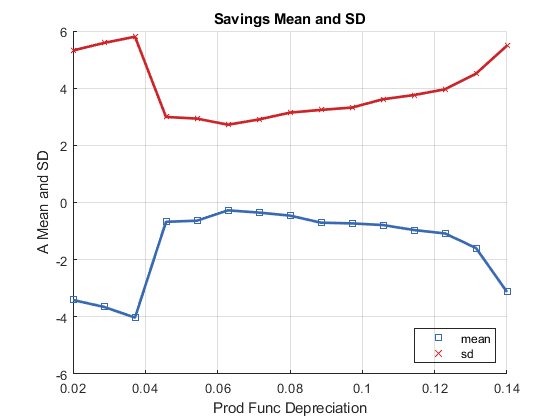 Savings Mean and SD
6
4
2
0
-2
-4
-6
A Mean and SD
mean
sd
0.02 0.04 0.06 0.08 0.1 0.12 0.14
Prod Func Depreciation